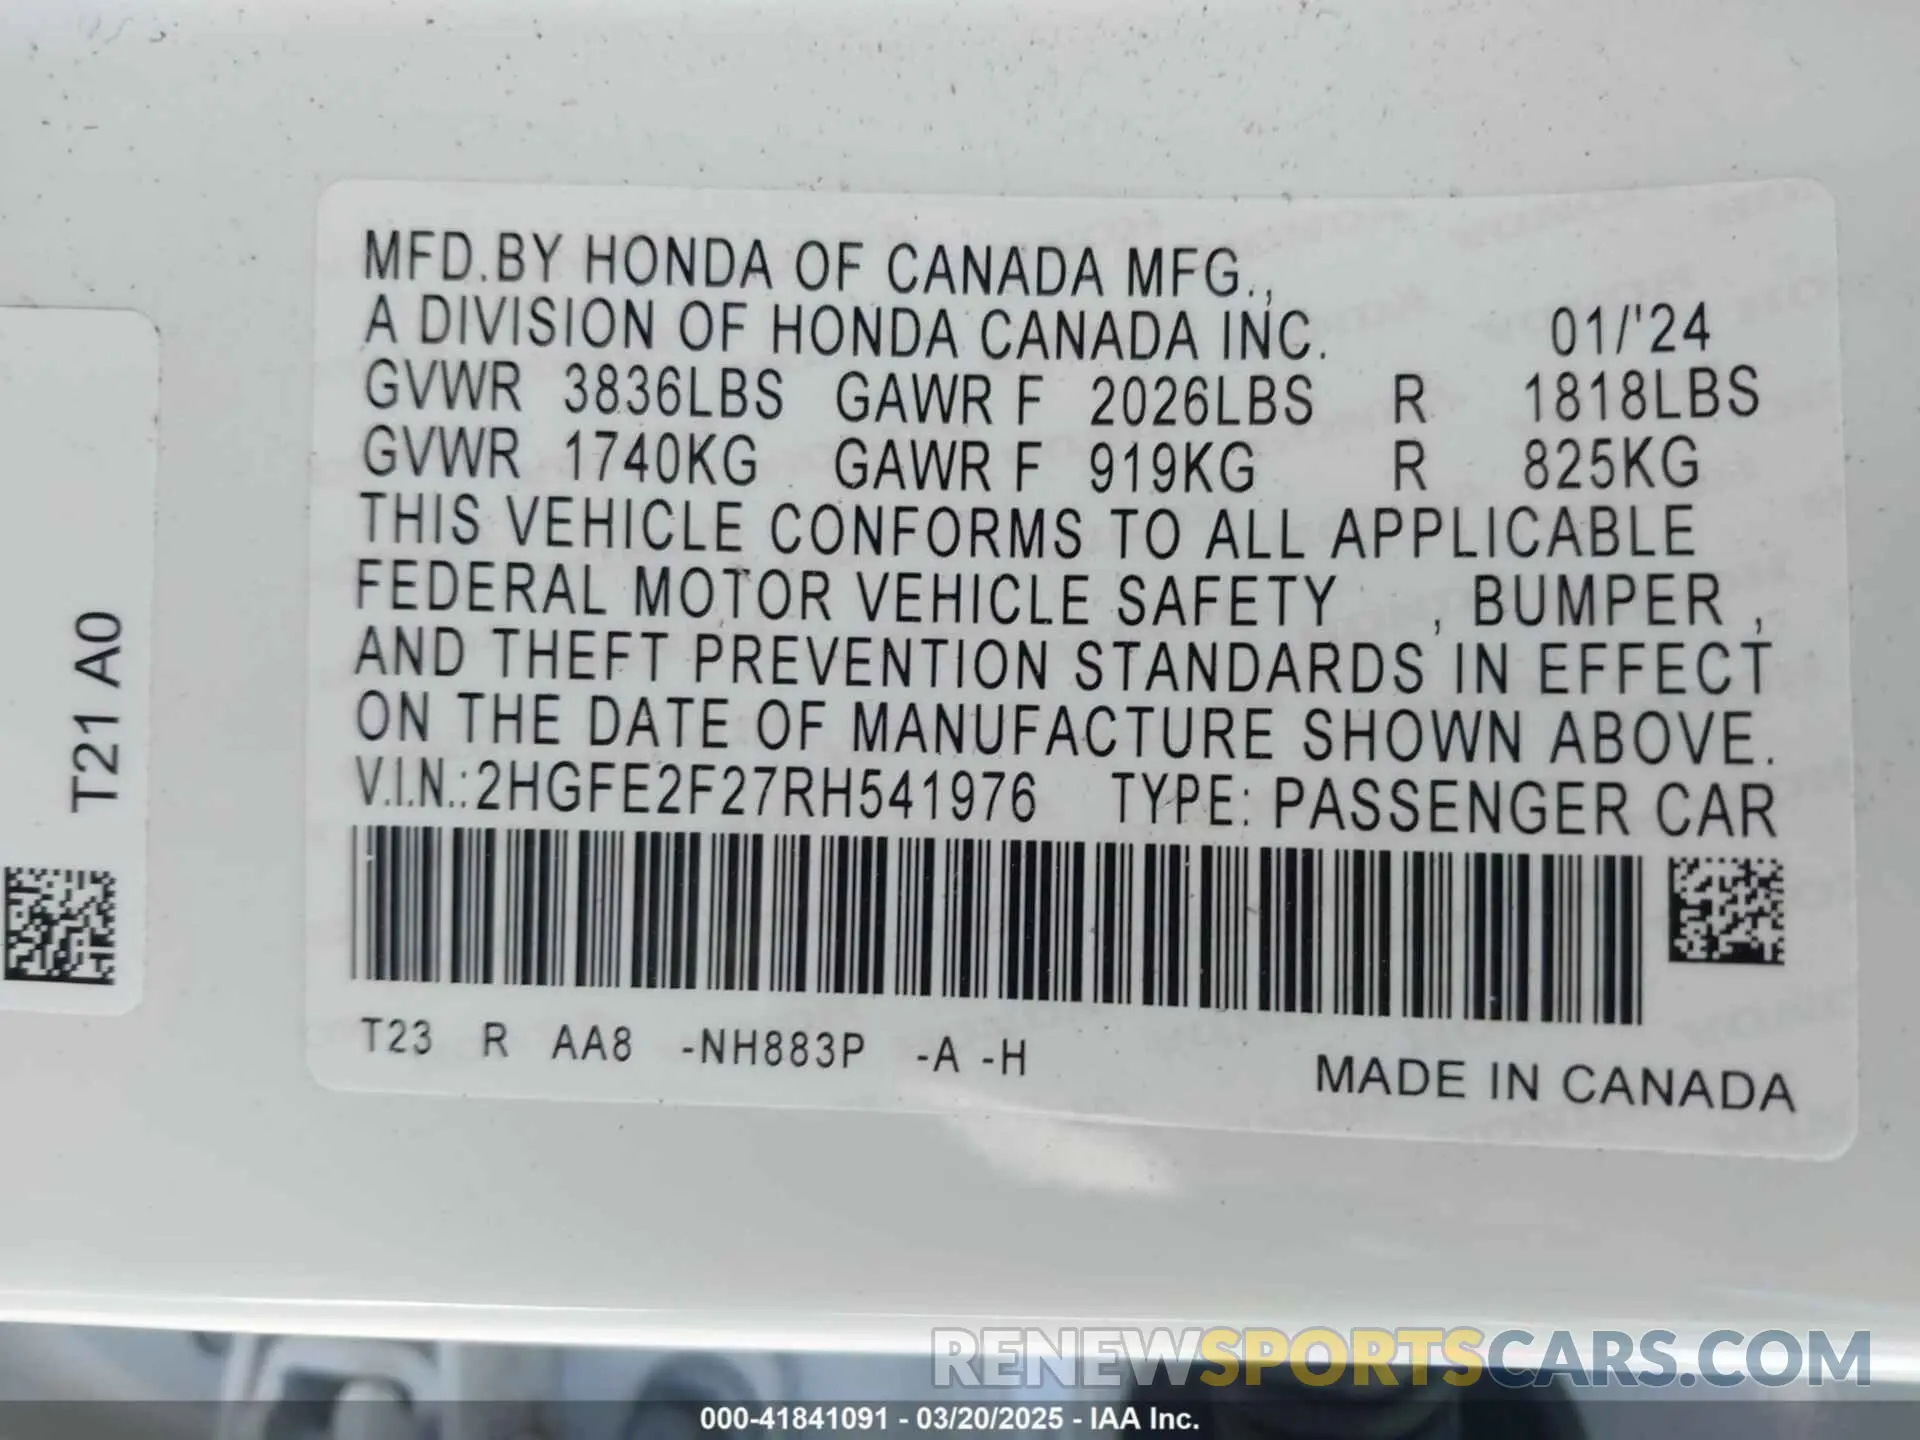 MFD.BY HONDA OF CANADA MFG.,
A DIVISION OF HONDA CANADA INC. 01/'24
GVWR 3836LBS GAWR F 2026LBS R 1818LBS
GVWR 1740KG GAWR F 919KG R 825KG
THIS VEHICLE CONFORMS TO ALL APPLICABLE
FEDERAL MOTOR VEHICLE SAFETY , BUMPER ,
AND THEFT PREVENTION STANDARDS IN EFFECT
ON THE DATE OF MANUFACTURE SHOWN ABOVE.
V.I.N.:2HGFE2F27RH541976 TYPE: PASSENGER CAR
T23 R AA8 -NH883P -A -H
MADE IN CANADA
T21 A0
RENEWSPORTSCARS.COM
000-41841091 - 03/20/2025 - IAA Inc.